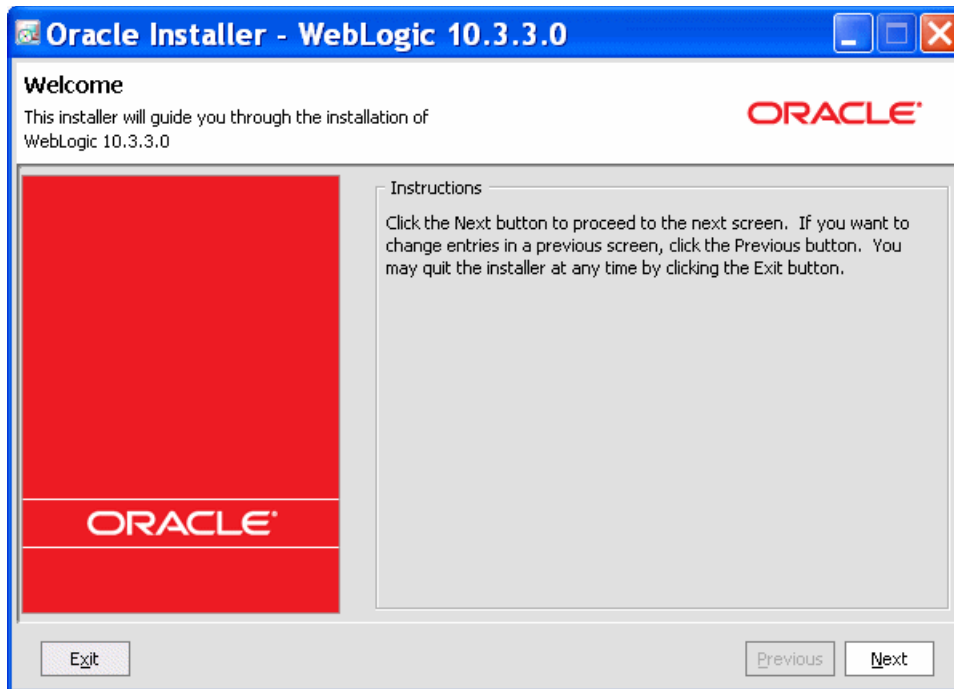 Oracle Installer - WebLogic 10.3.3.0
Welcome
This installer will guide you through the installation of
WebLogic 10.3.3.0
ORACLE
Instructions
Click the Next button to proceed to the next screen.  If you want to
change entries in a previous screen, click the Previous button.  You
may quit the installer at any time by clicking the Exit button.
ORACLE
Exit
Previous
Next